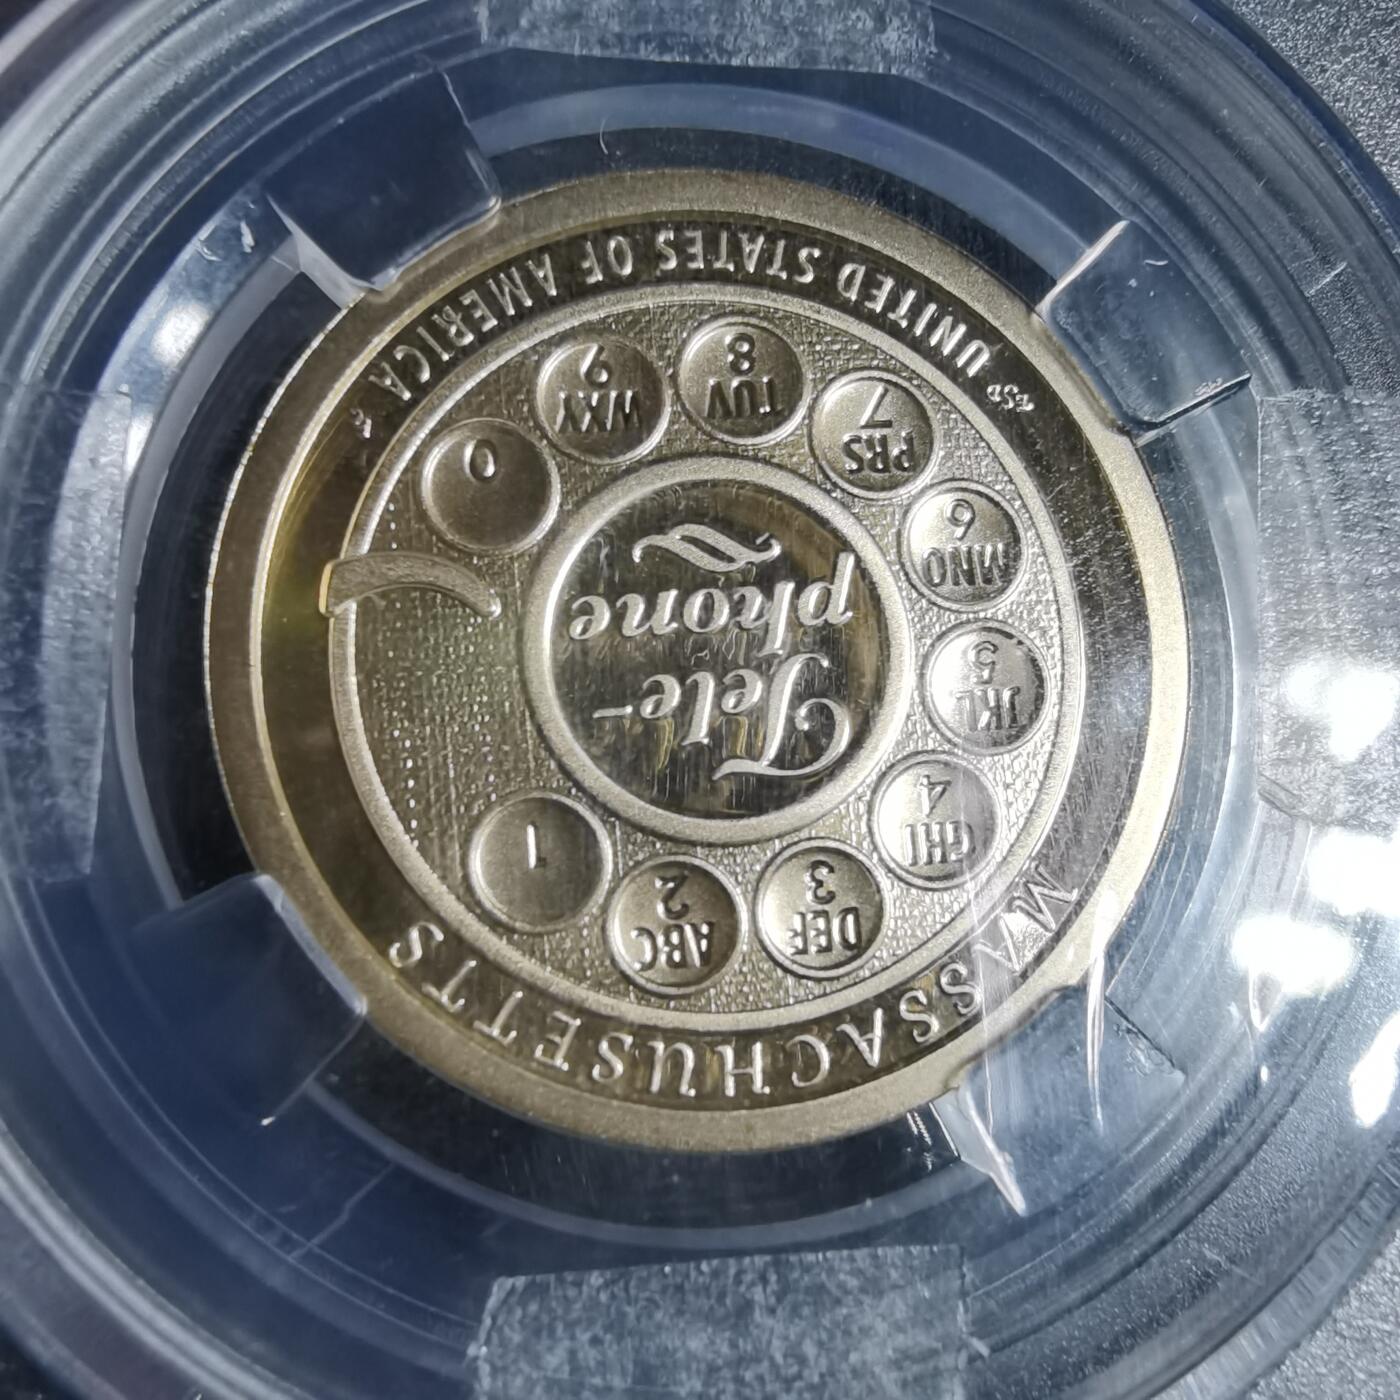 MASSACHUSETTS
1
ABC
2
DEF
3
GHI
4
JKL
5
MNO
6
PRS
7
TUV
8
WXY
9
0
Tele-
phone
UNITED STATES OF AMERICA